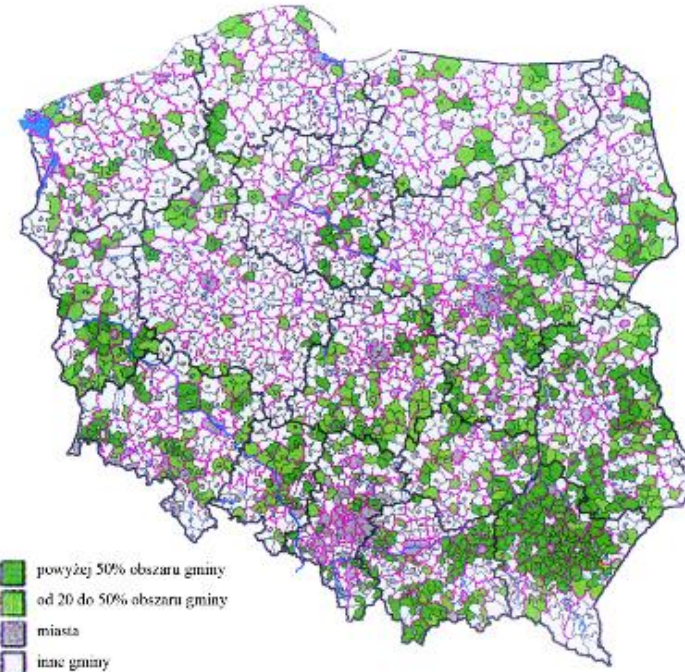 powyżej 50% obszaru gminy
od 20 do 50% obszaru gminy
miasta
inne gminy